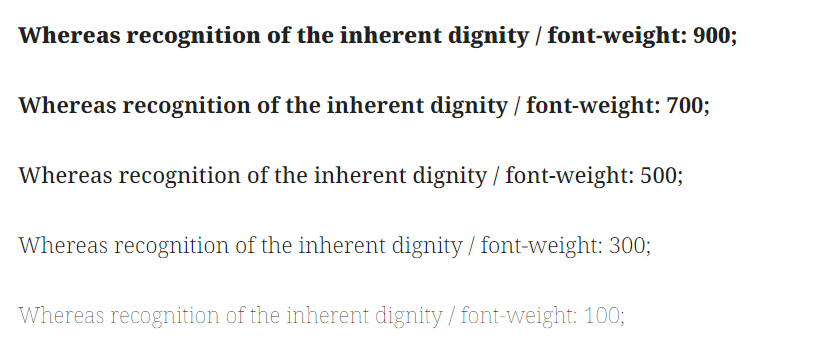 Whereas recognition of the inherent dignity / font-weight: 900;
Whereas recognition of the inherent dignity / font-weight: 700;
Whereas recognition of the inherent dignity / font-weight: 500;
Whereas recognition of the inherent dignity / font-weight: 300;
Whereas recognition of the inherent dignity / font-weight: 100;